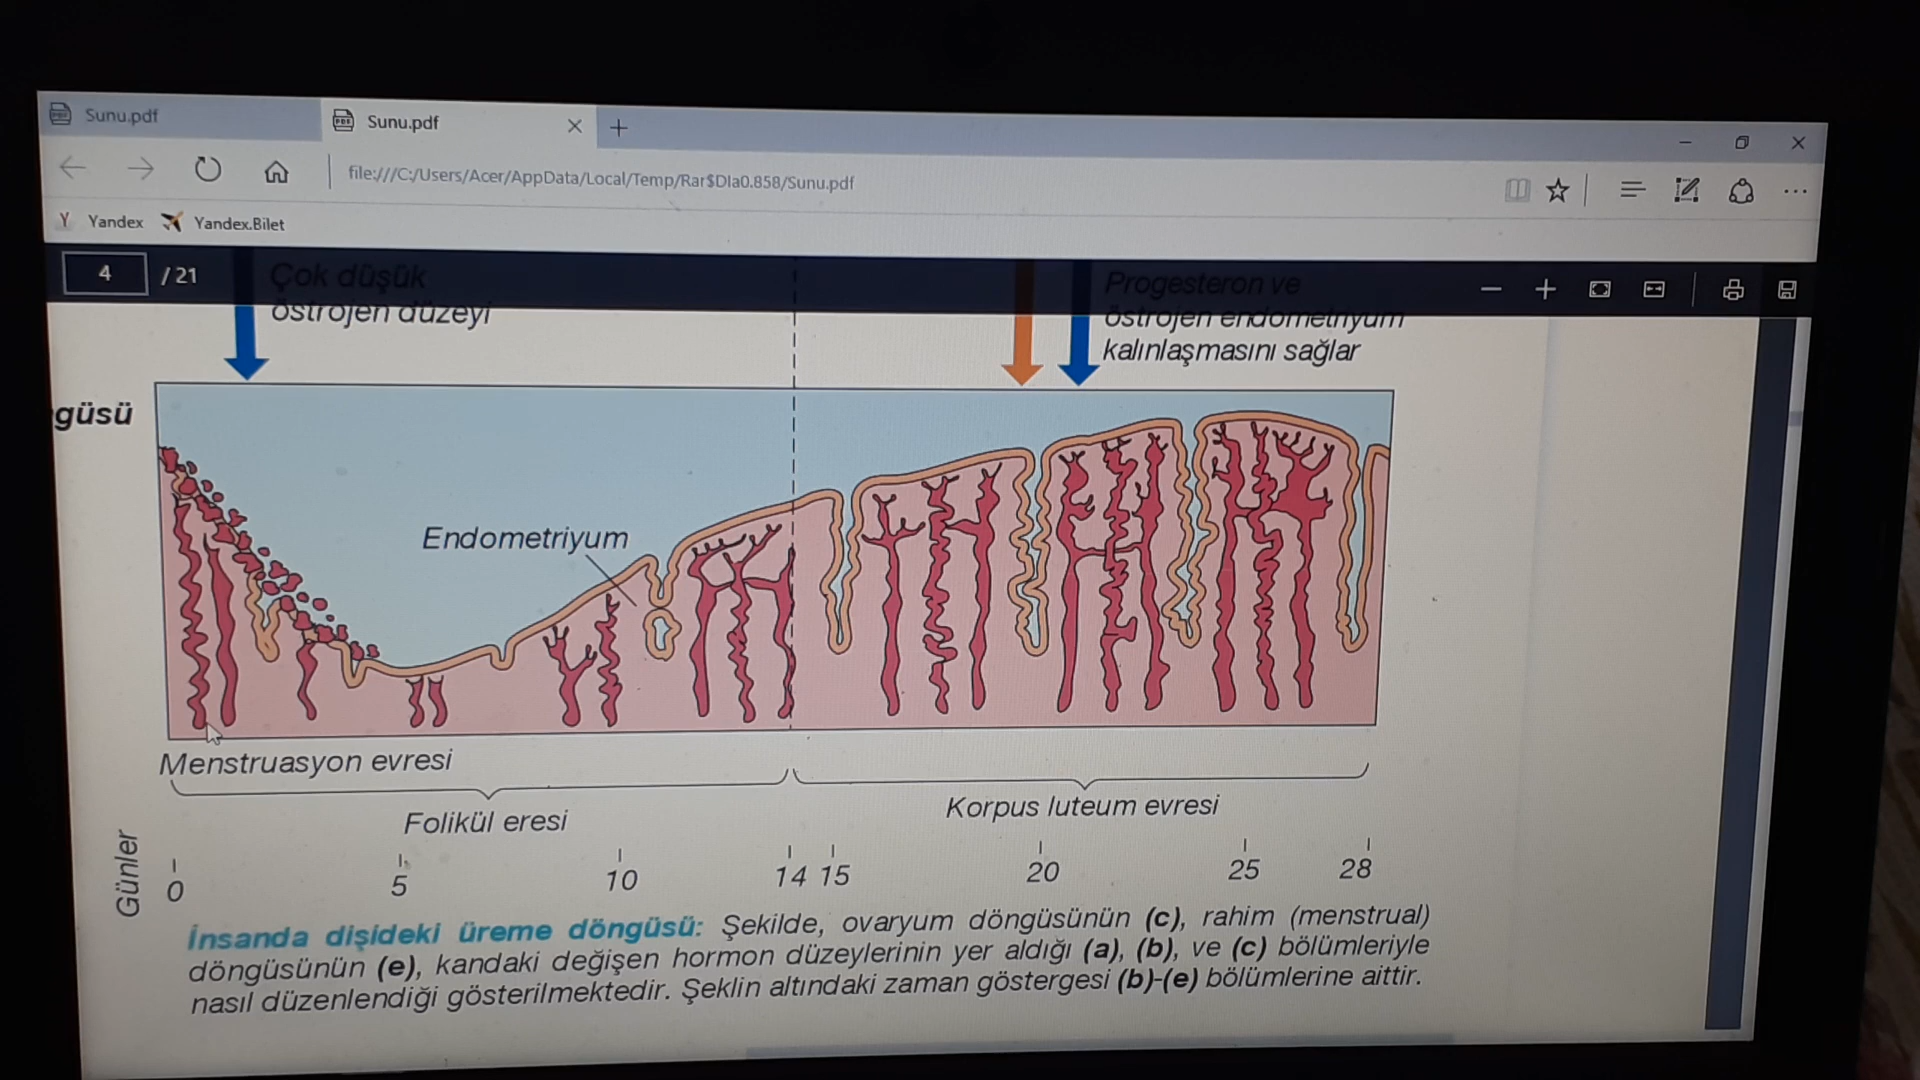 Sunu.pdf
Sunu.pdf
file:///C:/Users/Acer/AppData/Local/Temp/Rar$DIa0.858/Sunu.pdf
Yandex
Yandex.Bilet
4 / 21
Çok düşük
östrojen düzeyi
Progesteron ve
östrojen endometriyum
kalınlaşmasını sağlar
güsü
Endometriyum
Menstruasyon evresi
Folikül eresi
Korpus luteum evresi
Günler
0 5 10 14 15 20 25 28
İnsanda dişideki üreme döngüsü: Şekilde, ovaryum döngüsünün (c), rahim (menstrual)
döngüsünün (e), kandaki değişen hormon düzeylerinin yer aldığı (a), (b), ve (c) bölümleriyle
nasıl düzenlendiği gösterilmektedir. Şeklin altındaki zaman göstergesi (b)-(e) bölümlerine aittir.